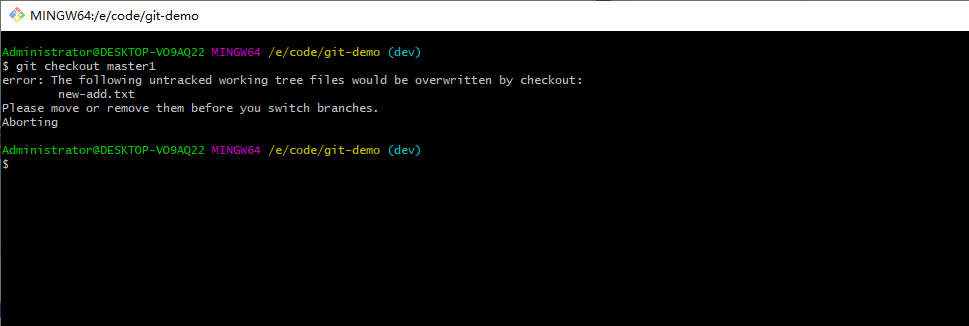 MINGW64:/e/code/git-demo
Administrator@DESKTOP-VO9AQ22 MINGW64 /e/code/git-demo (dev)
$ git checkout master1
error: The following untracked working tree files would be overwritten by checkout:
        new-add.txt
Please move or remove them before you switch branches.
Aborting
Administrator@DESKTOP-VO9AQ22 MINGW64 /e/code/git-demo (dev)
$